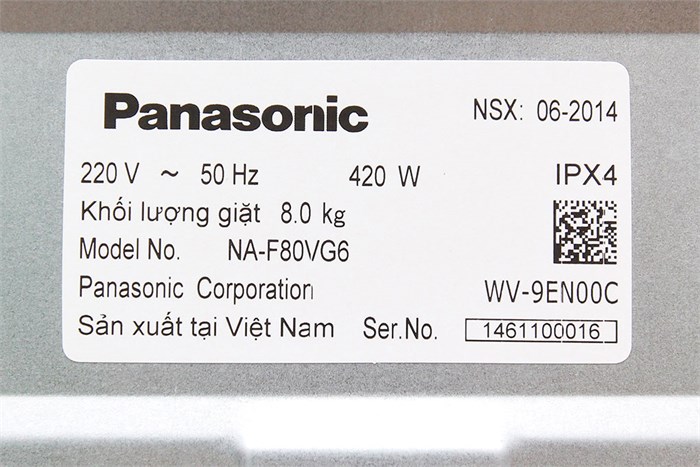 Panasonic NSX: 06-2014
220 V ~ 50 Hz 420 W IPX4
Khối lượng giặt 8.0 kg
Model No. NA-F80VG6
Panasonic Corporation WV-9EN00C
Sản xuất tại Việt Nam Ser.No. 1461100016